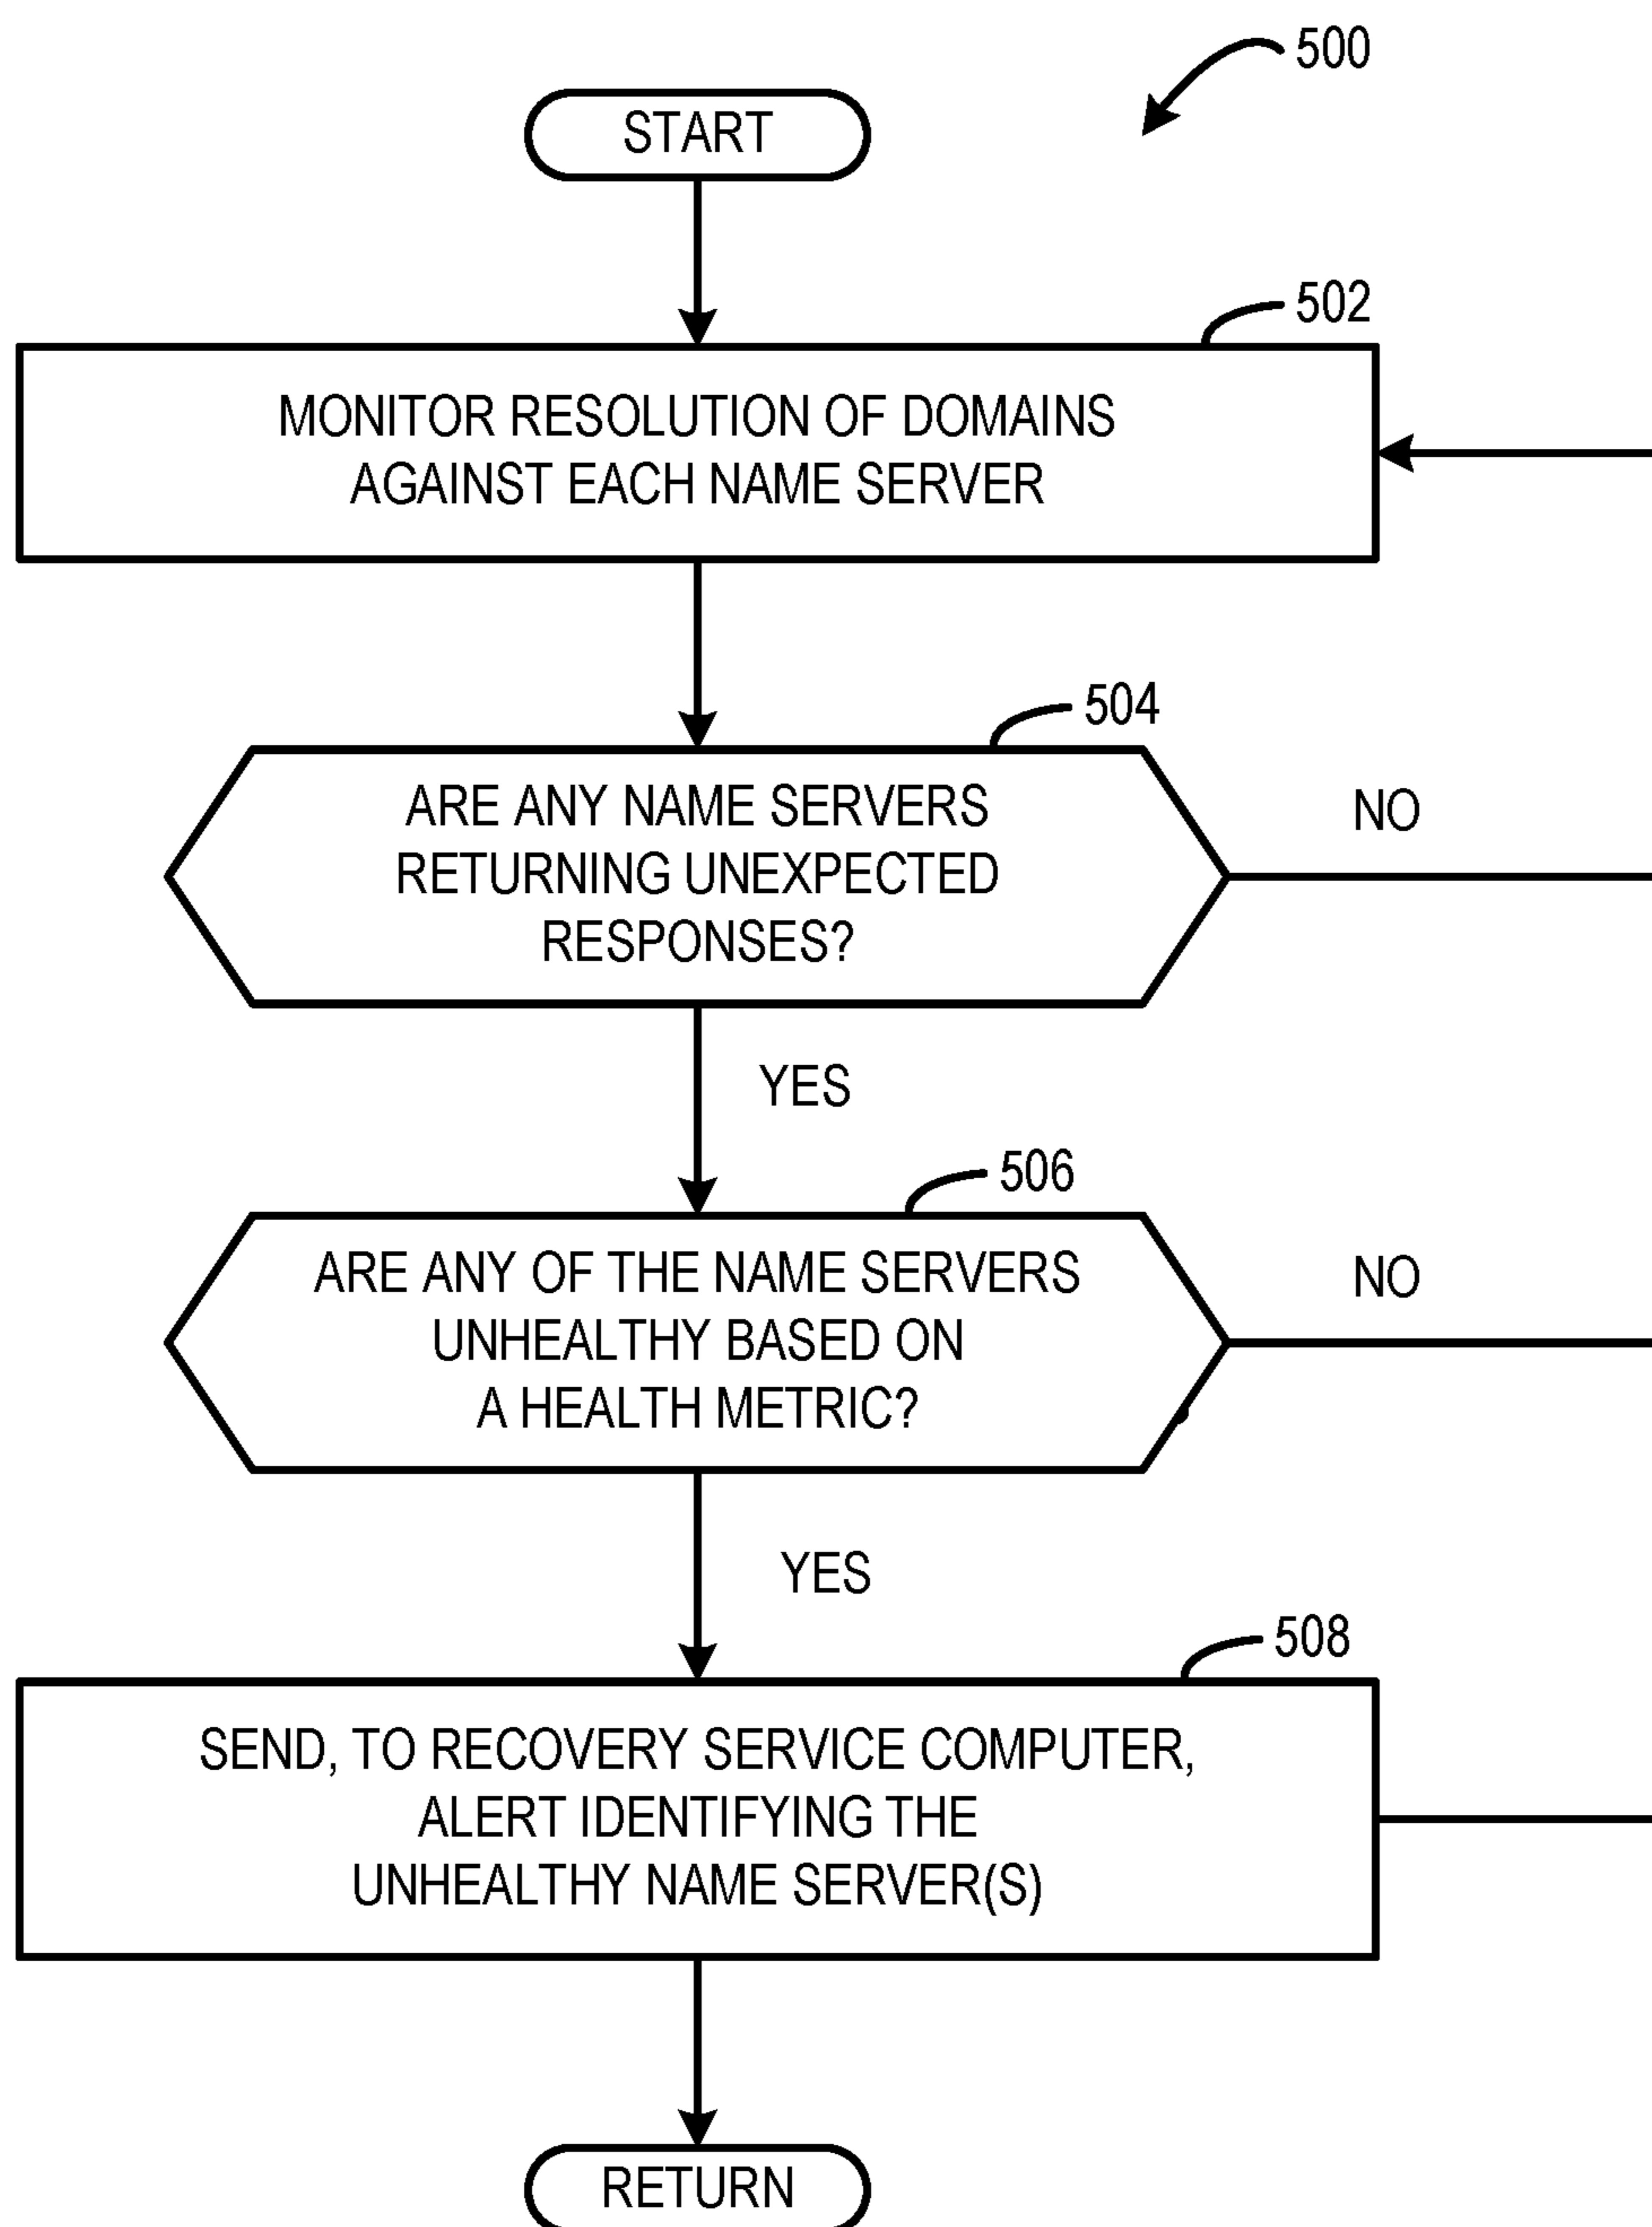 500
START
502
MONITOR RESOLUTION OF DOMAINS
AGAINST EACH NAME SERVER
504
ARE ANY NAME SERVERS
RETURNING UNEXPECTED
RESPONSES?
NO
YES
506
ARE ANY OF THE NAME SERVERS
UNHEALTHY BASED ON
A HEALTH METRIC?
NO
YES
508
SEND, TO RECOVERY SERVICE COMPUTER,
ALERT IDENTIFYING THE
UNHEALTHY NAME SERVER(S)
RETURN